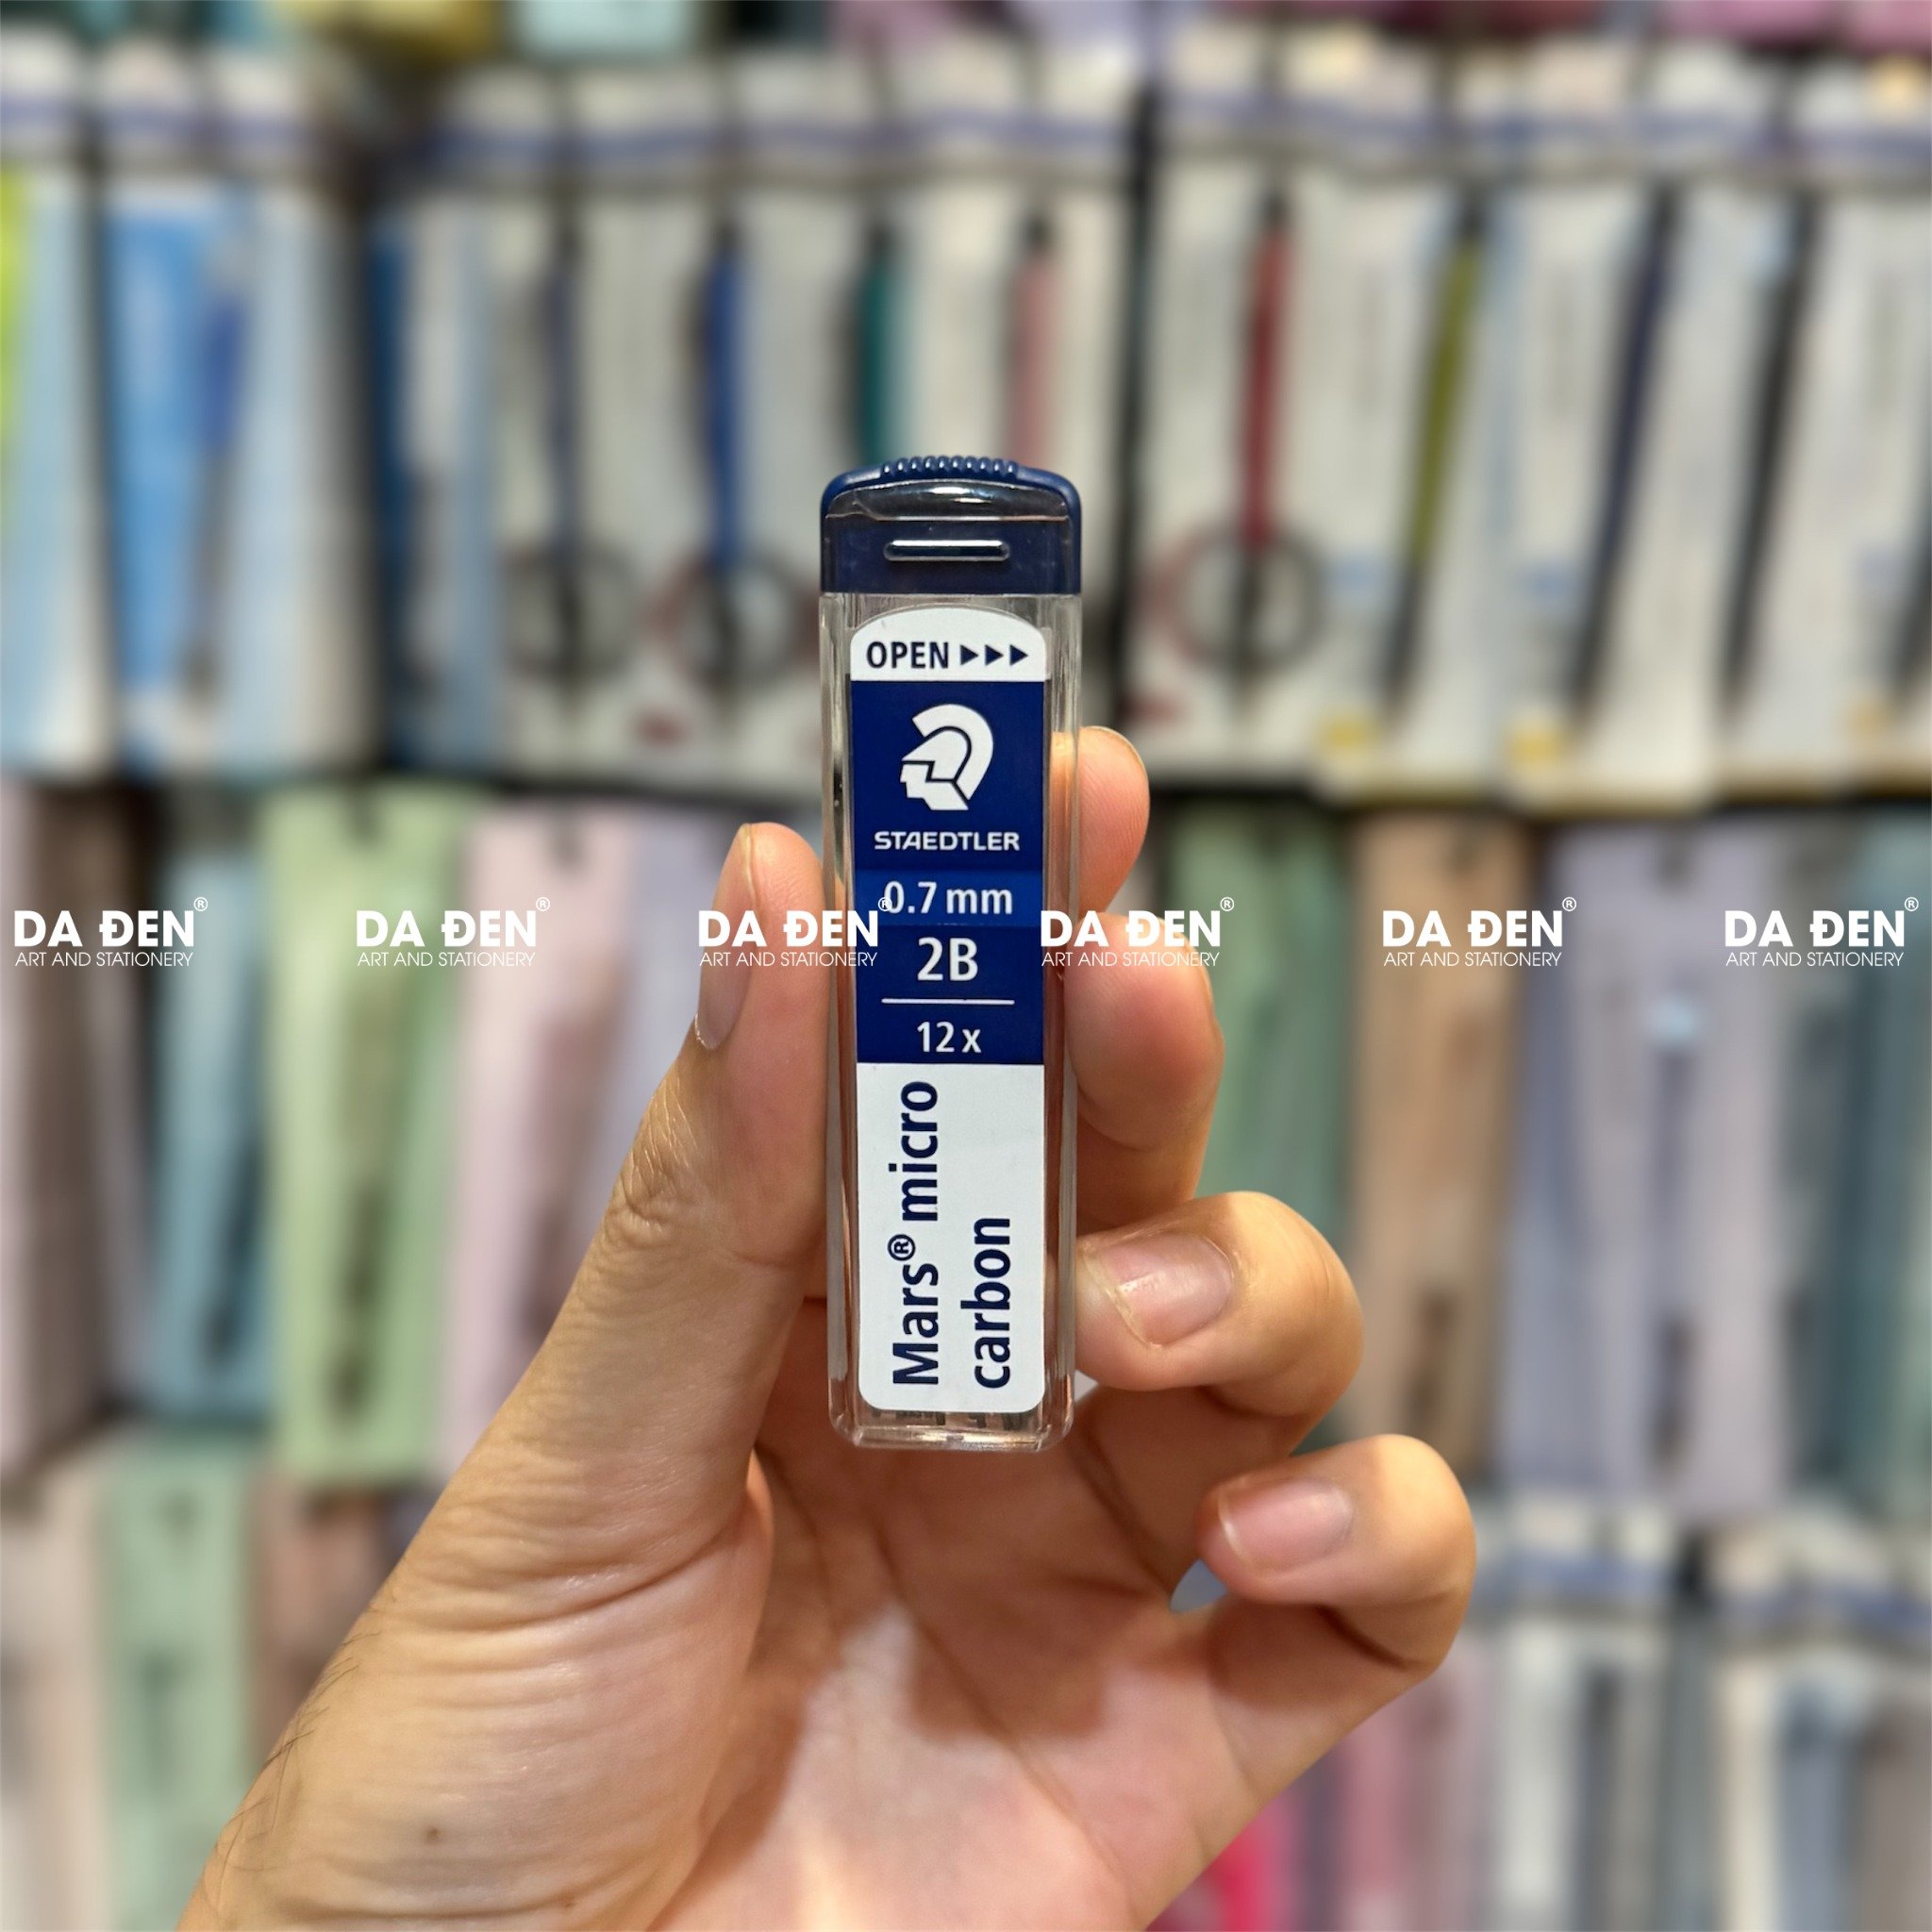 OPEN ▶▶▶
STAEDTLER
0.7 mm
DA ĐEN® DA ĐEN® DA ĐEN® DA ĐEN® DA ĐEN® DA ĐEN®
ART AND STATIONERY ART AND STATIONERY ART AND STATIONERY ART AND STATIONERY ART AND STATIONERY ART AND STATIONERY
2B
12 x
Mars® micro
carbon